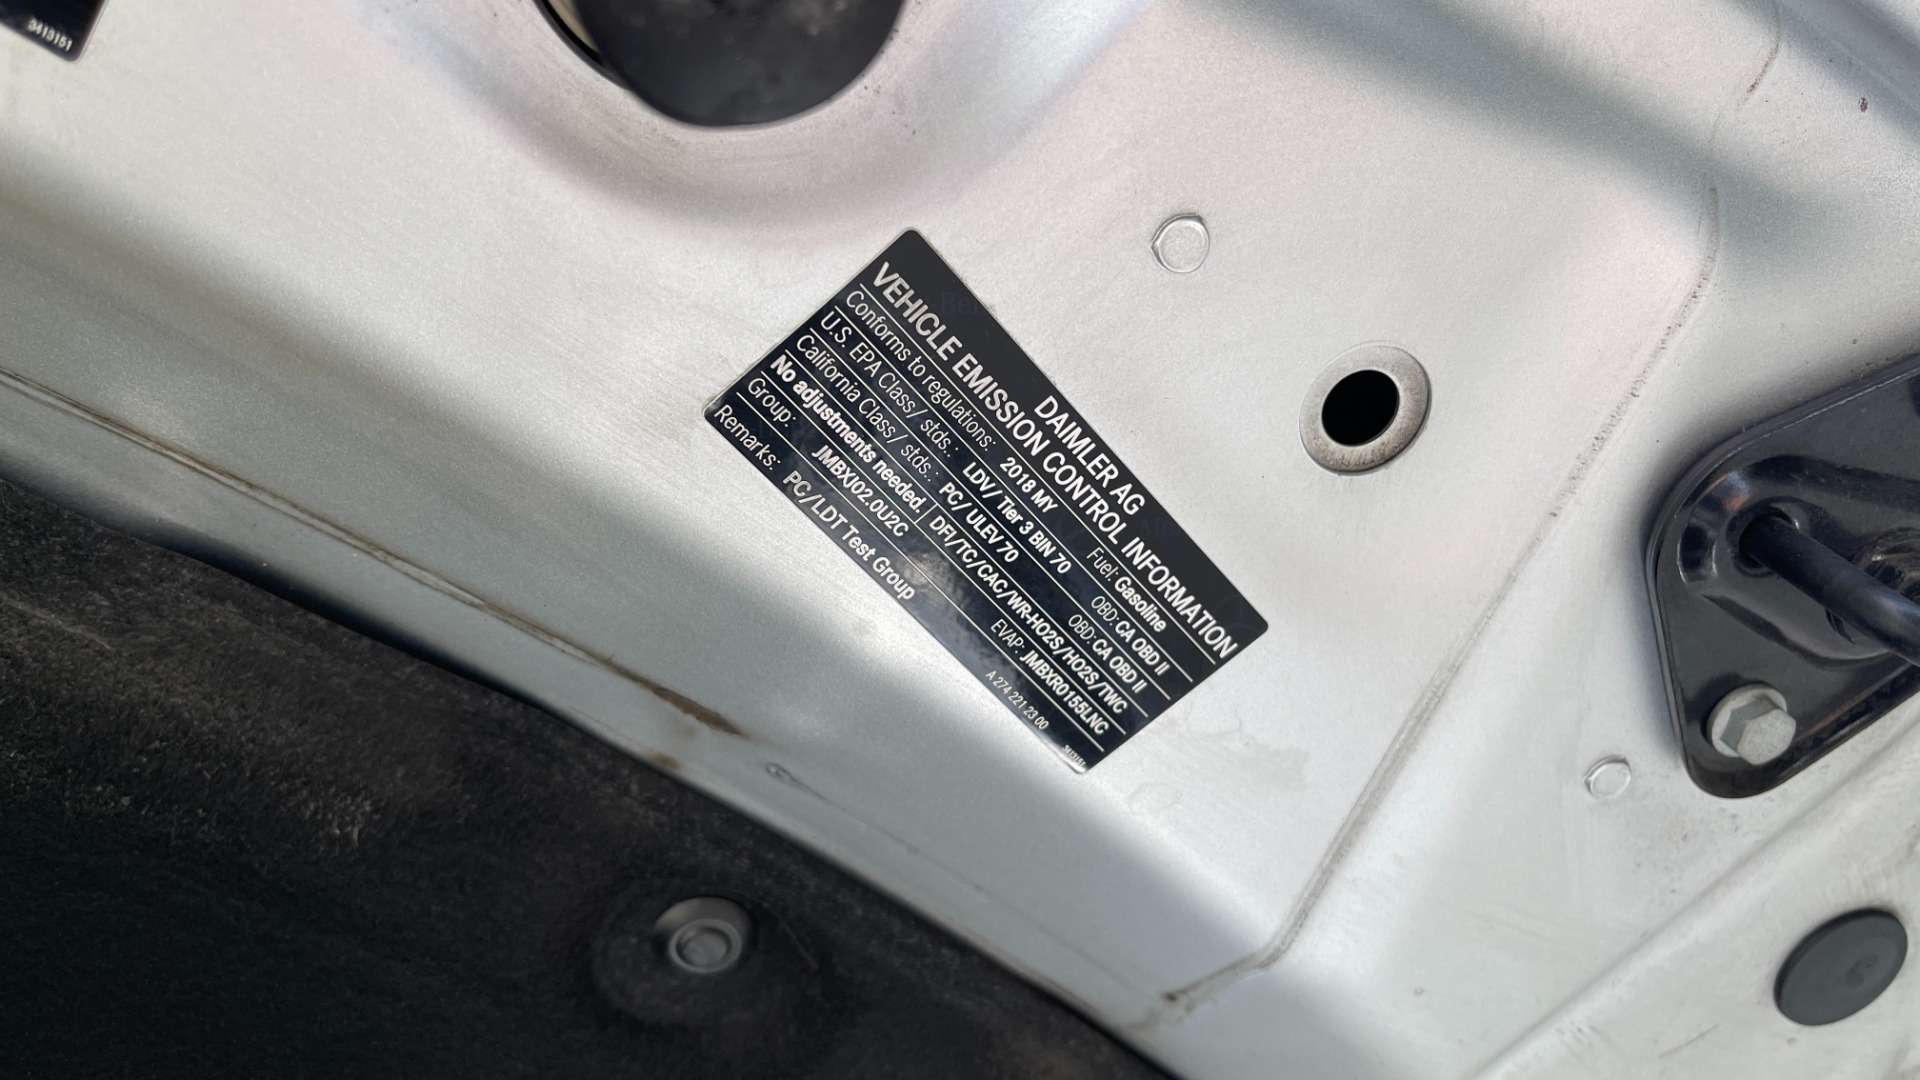 3413151
DAIMLER AG
VEHICLE EMISSION CONTROL INFORMATION
Conforms to regulations: 2018 MY Fuel: Gasoline
U.S. EPA Class/ stds.: LDV/ Tier 3 BIN 70 OBD: CA OBD II
California Class/ stds.: PC/ ULEV 70 OBD: CA OBD II
No adjustments needed. DFI/TC/CAC/WR-HO2S/HO2S/TWC
Group: JMBXJ02.0U2C EVAP: JMBXR0155LNC
Remarks: PC/LDT Test Group A 274 221 23 00
3413151